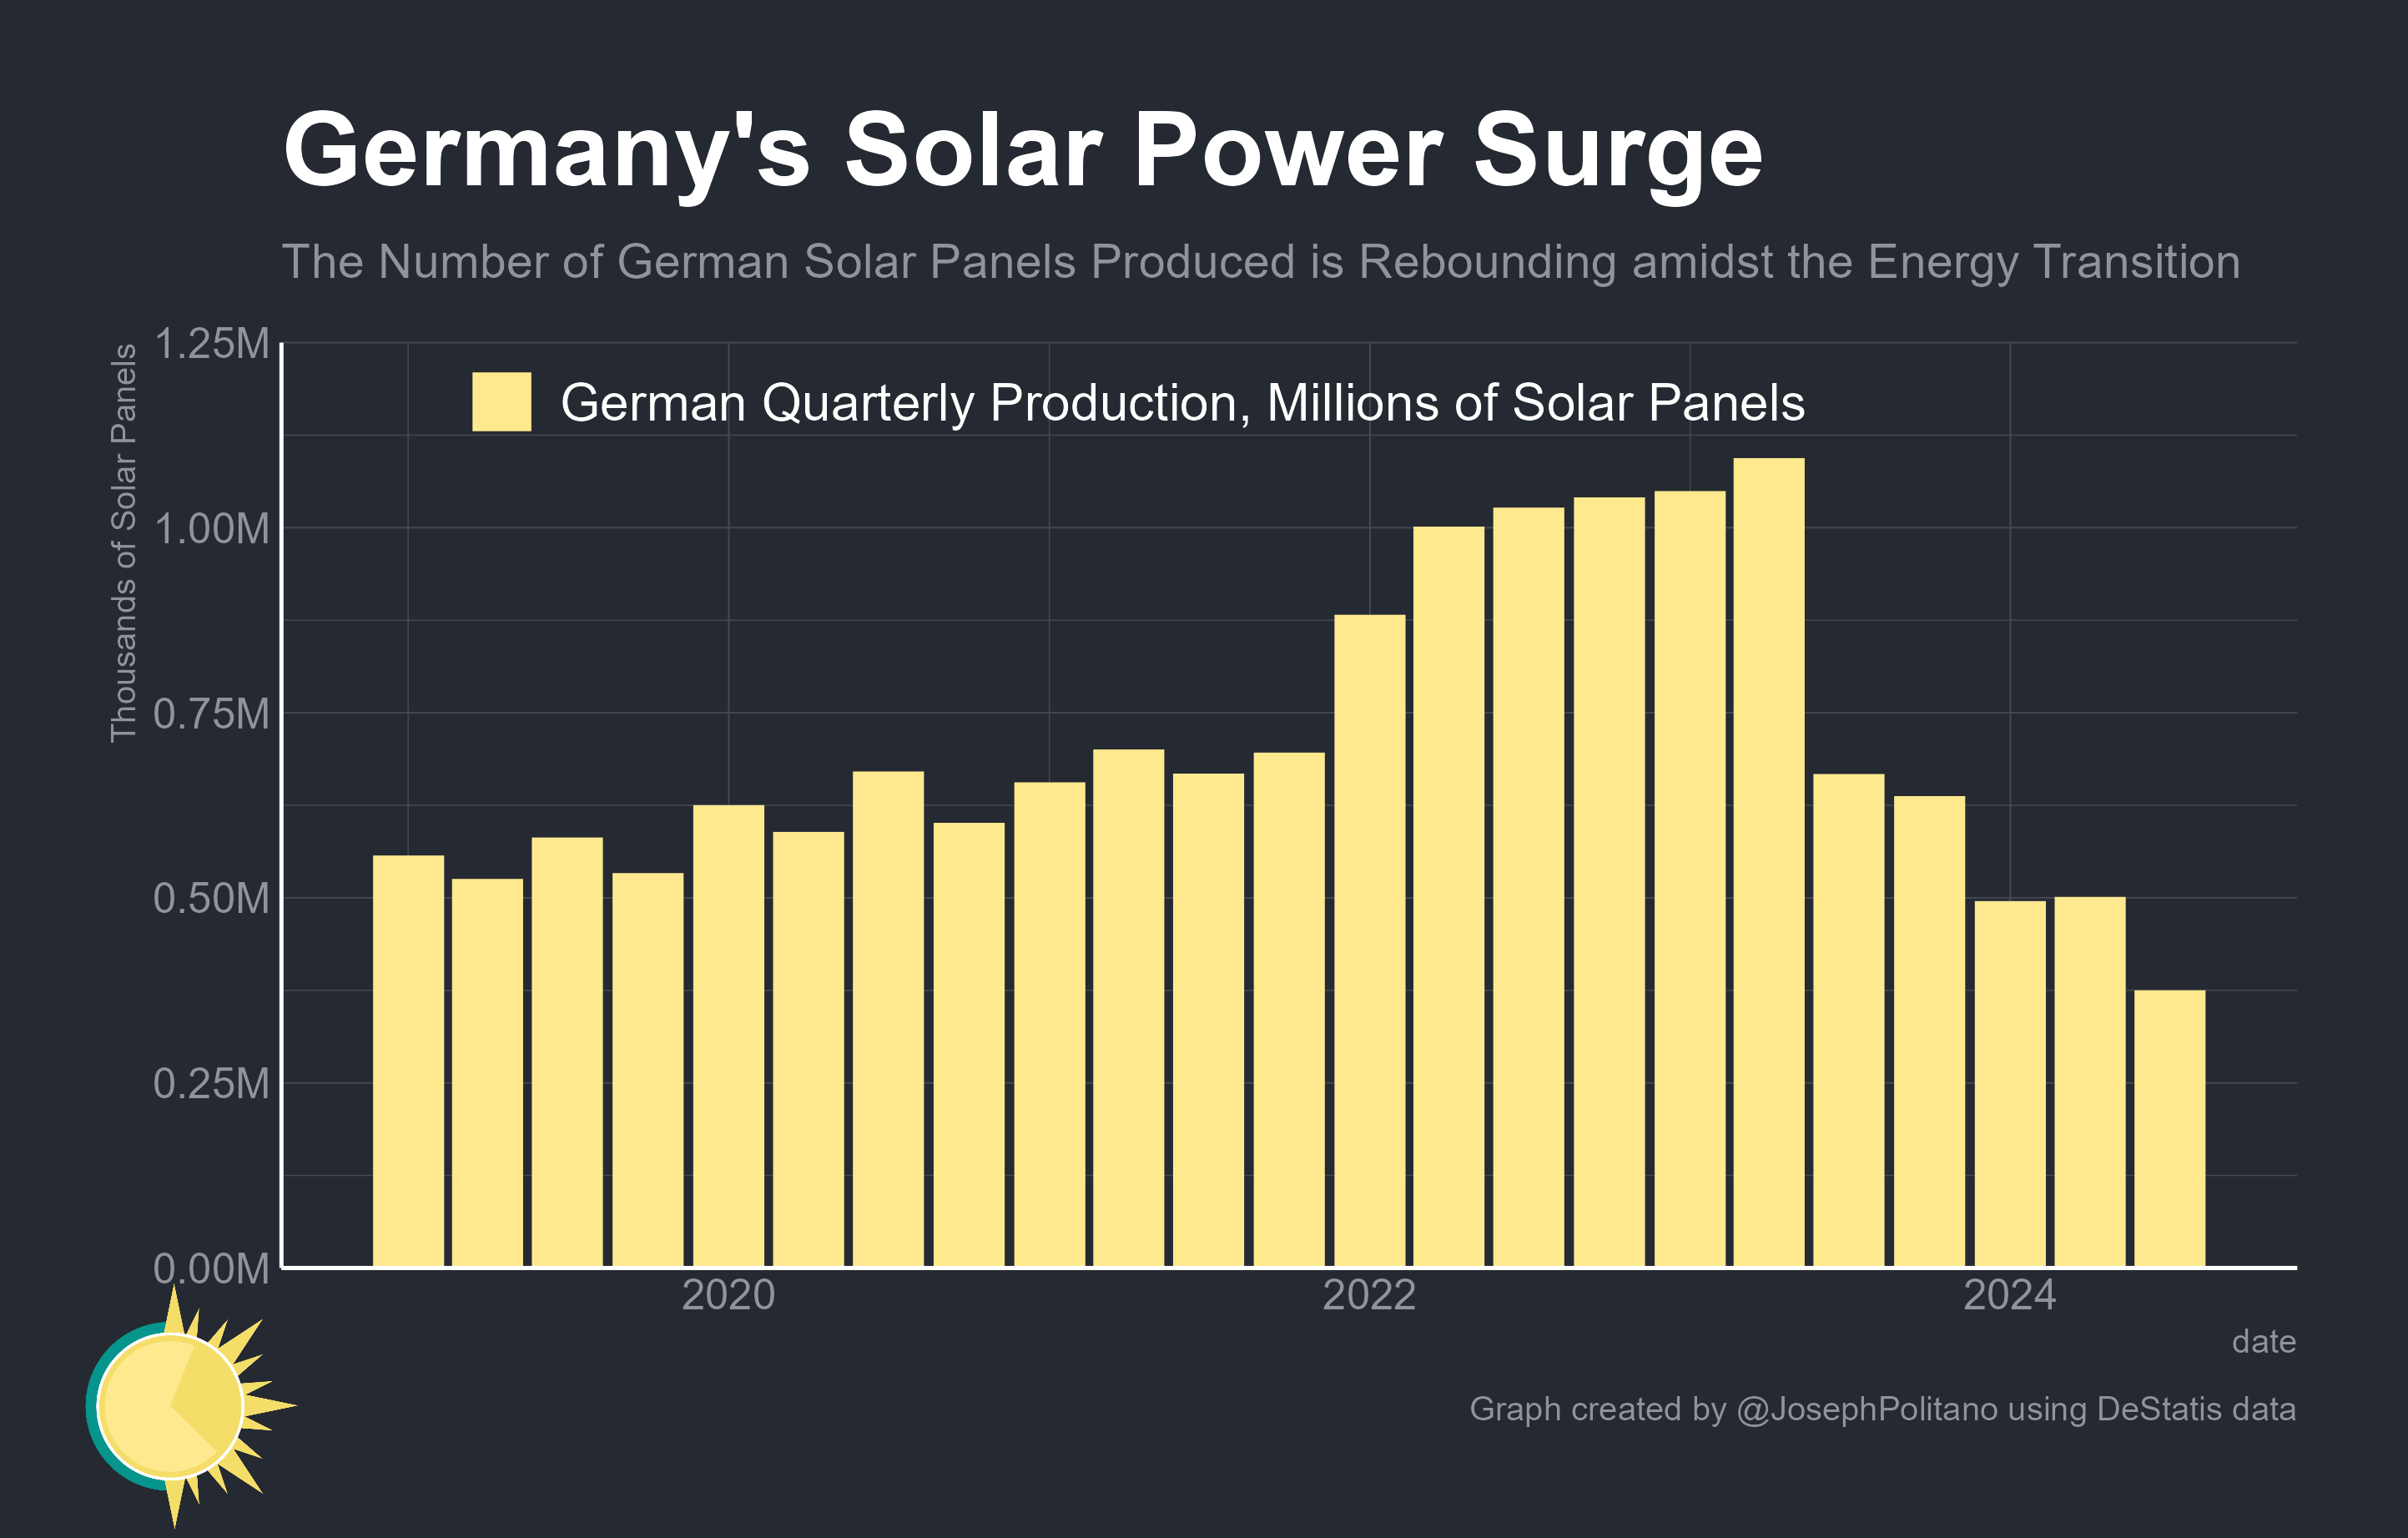 Germany's Solar Power Surge
The Number of German Solar Panels Produced is Rebounding amidst the Energy Transition
Thousands of Solar Panels
1.25M
German Quarterly Production, Millions of Solar Panels
1.00M
0.75M
0.50M
0.25M
0.00M
2020
2022
2024
date
Graph created by @JosephPolitano using DeStatis data